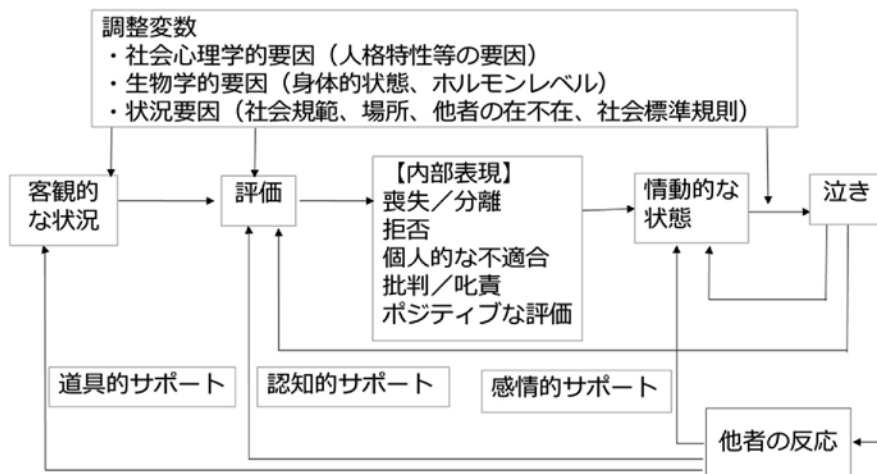 調整変数
・社会心理学的要因（人格特性等の要因）
・生物学的要因（身体的状態、ホルモンレベル）
・状況要因（社会規範、場所、他者の在不在、社会標準規則）
客観的
な状況
評価
【内部表現】
喪失／分離
拒否
個人的な不適合
批判／叱責
ポジティブな評価
情動的な
状態
泣き
道具的サポート
認知的サポート
感情的サポート
他者の反応